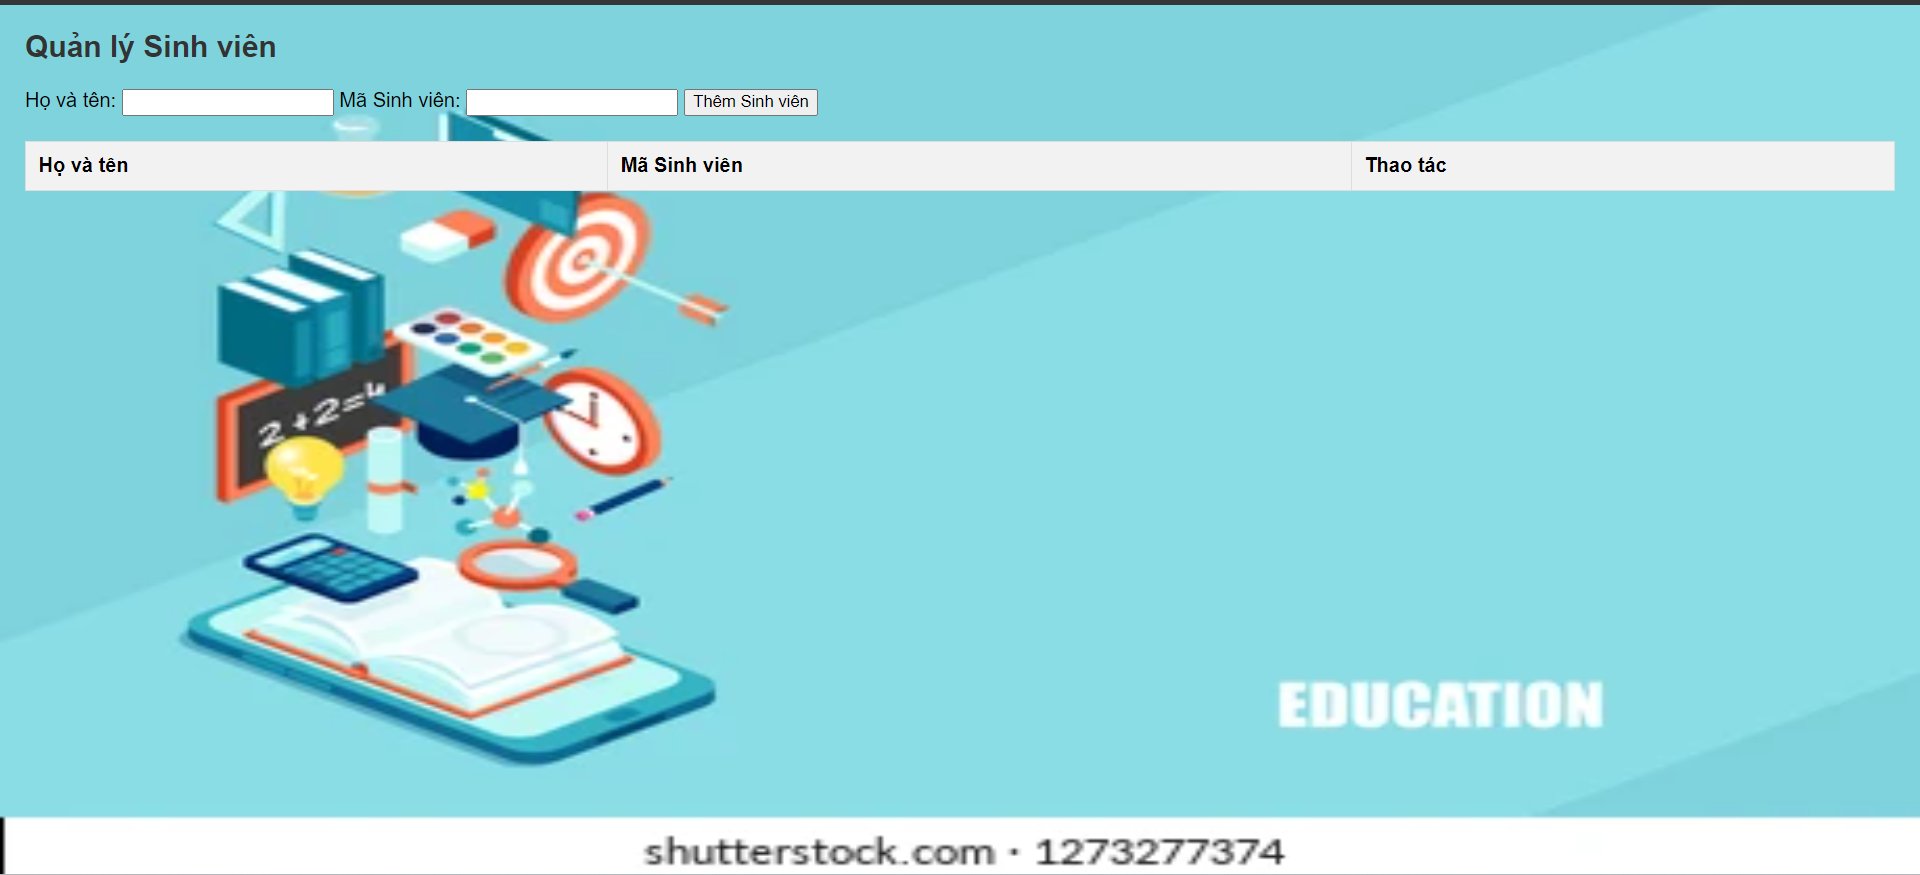 Quản lý Sinh viên
Họ và tên: Mã Sinh viên: Thêm Sinh viên
Họ và tên Mã Sinh viên Thao tác
2+2=4
EDUCATION
shutterstock.com · 1273277374